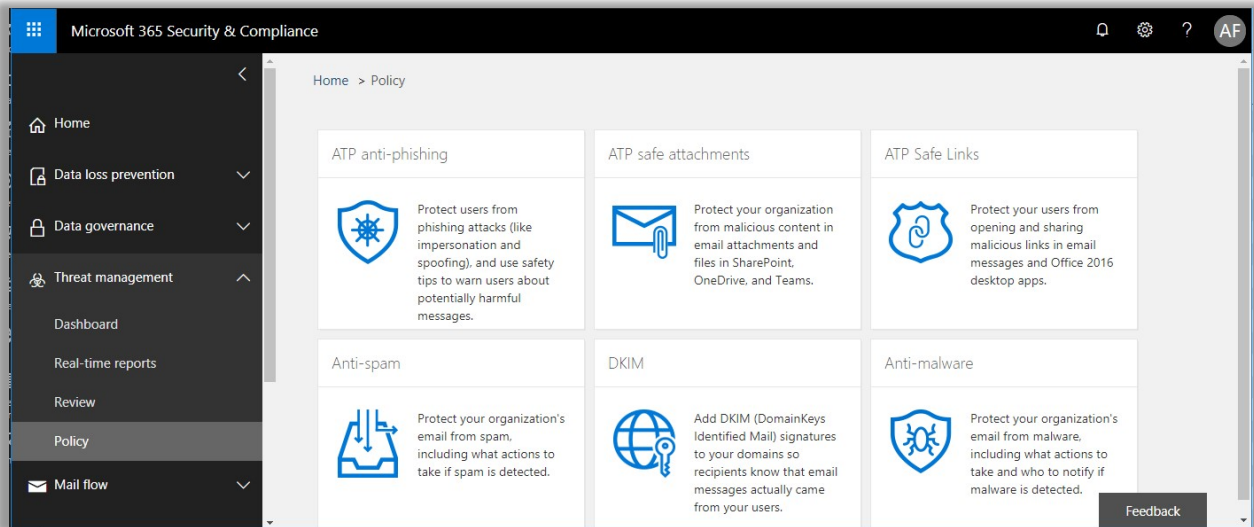 Microsoft 365 Security & Compliance
AF
Home
Data loss prevention
Data governance
Threat management
Dashboard
Real-time reports
Review
Policy
Mail flow
Home > Policy
ATP anti-phishing
Protect users from
phishing attacks (like
impersonation and
spoofing), and use safety
tips to warn users about
potentially harmful
messages.
ATP safe attachments
Protect your organization
from malicious content in
email attachments and
files in SharePoint,
OneDrive, and Teams.
ATP Safe Links
Protect your users from
opening and sharing
malicious links in email
messages and Office 2016
desktop apps.
Anti-spam
Protect your organization's
email from spam,
including what actions to
take if spam is detected.
DKIM
Add DKIM (DomainKeys
Identified Mail) signatures
to your domains so
recipients know that email
messages actually came
from your users.
Anti-malware
Protect your organization's
email from malware,
including what actions to
take and who to notify if
malware is detected.
Feedback